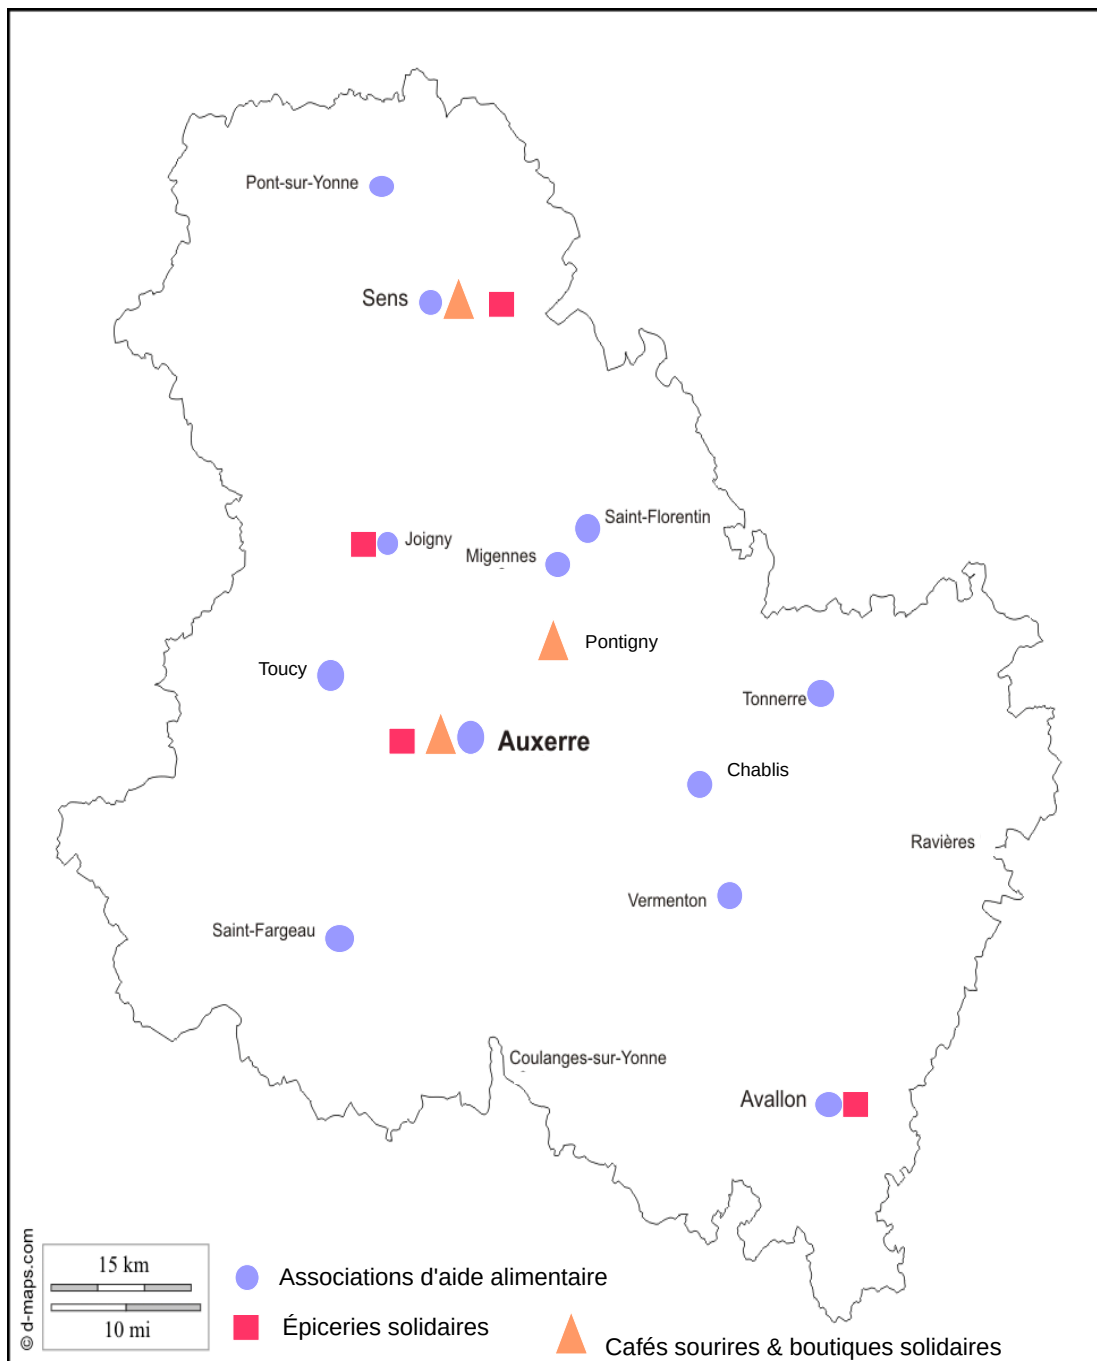 Pont-sur-Yonne
Sens
Saint-Florentin
Joigny
Migennes
Pontigny
Toucy
Tonnerre
Auxerre
Chablis
Ravières
Vermenton
Saint-Fargeau
Coulanges-sur-Yonne
Avallon
© d-maps.com
15 km
10 mi
Associations d'aide alimentaire
Épiceries solidaires
Cafés sourires & boutiques solidaires